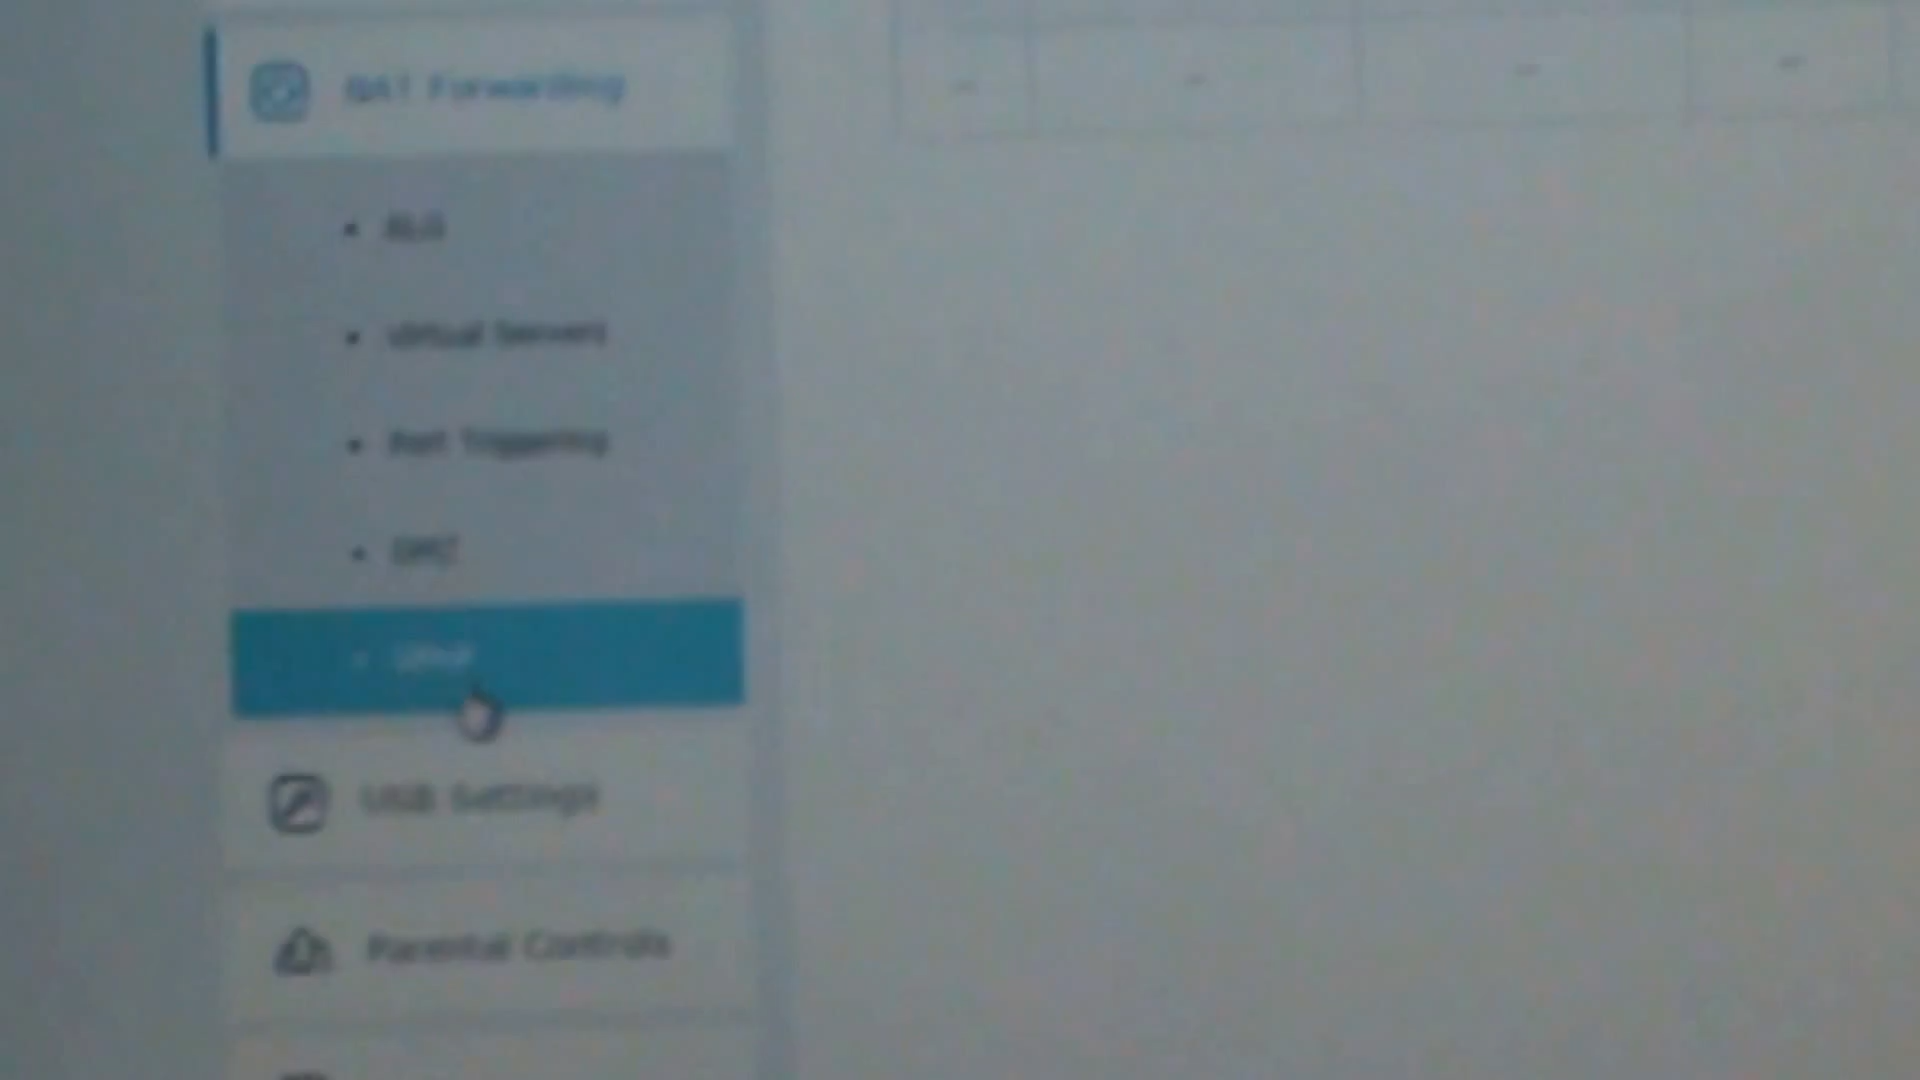 NAT Forwarding
ALG
Virtual Servers
Port Triggering
DMZ
UPnP
USB Settings
Parental Controls